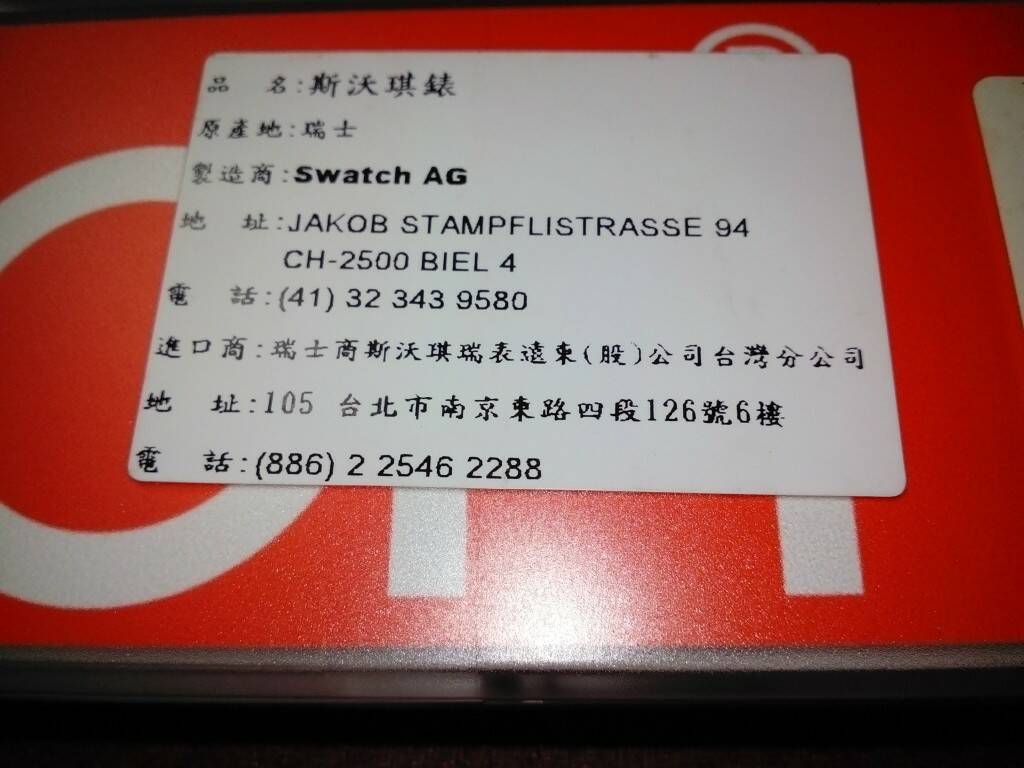 品 名:斯沃琪錶
原產地:瑞士
製造商:Swatch AG
地 址:JAKOB STAMPFLISTRASSE 94
CH-2500 BIEL 4
電 話:(41) 32 343 9580
進口商:瑞士商斯沃琪瑞表遠東(股)公司台灣分公司
地 址:105 台北市南京東路四段126號6樓
電 話:(886) 2 2546 2288